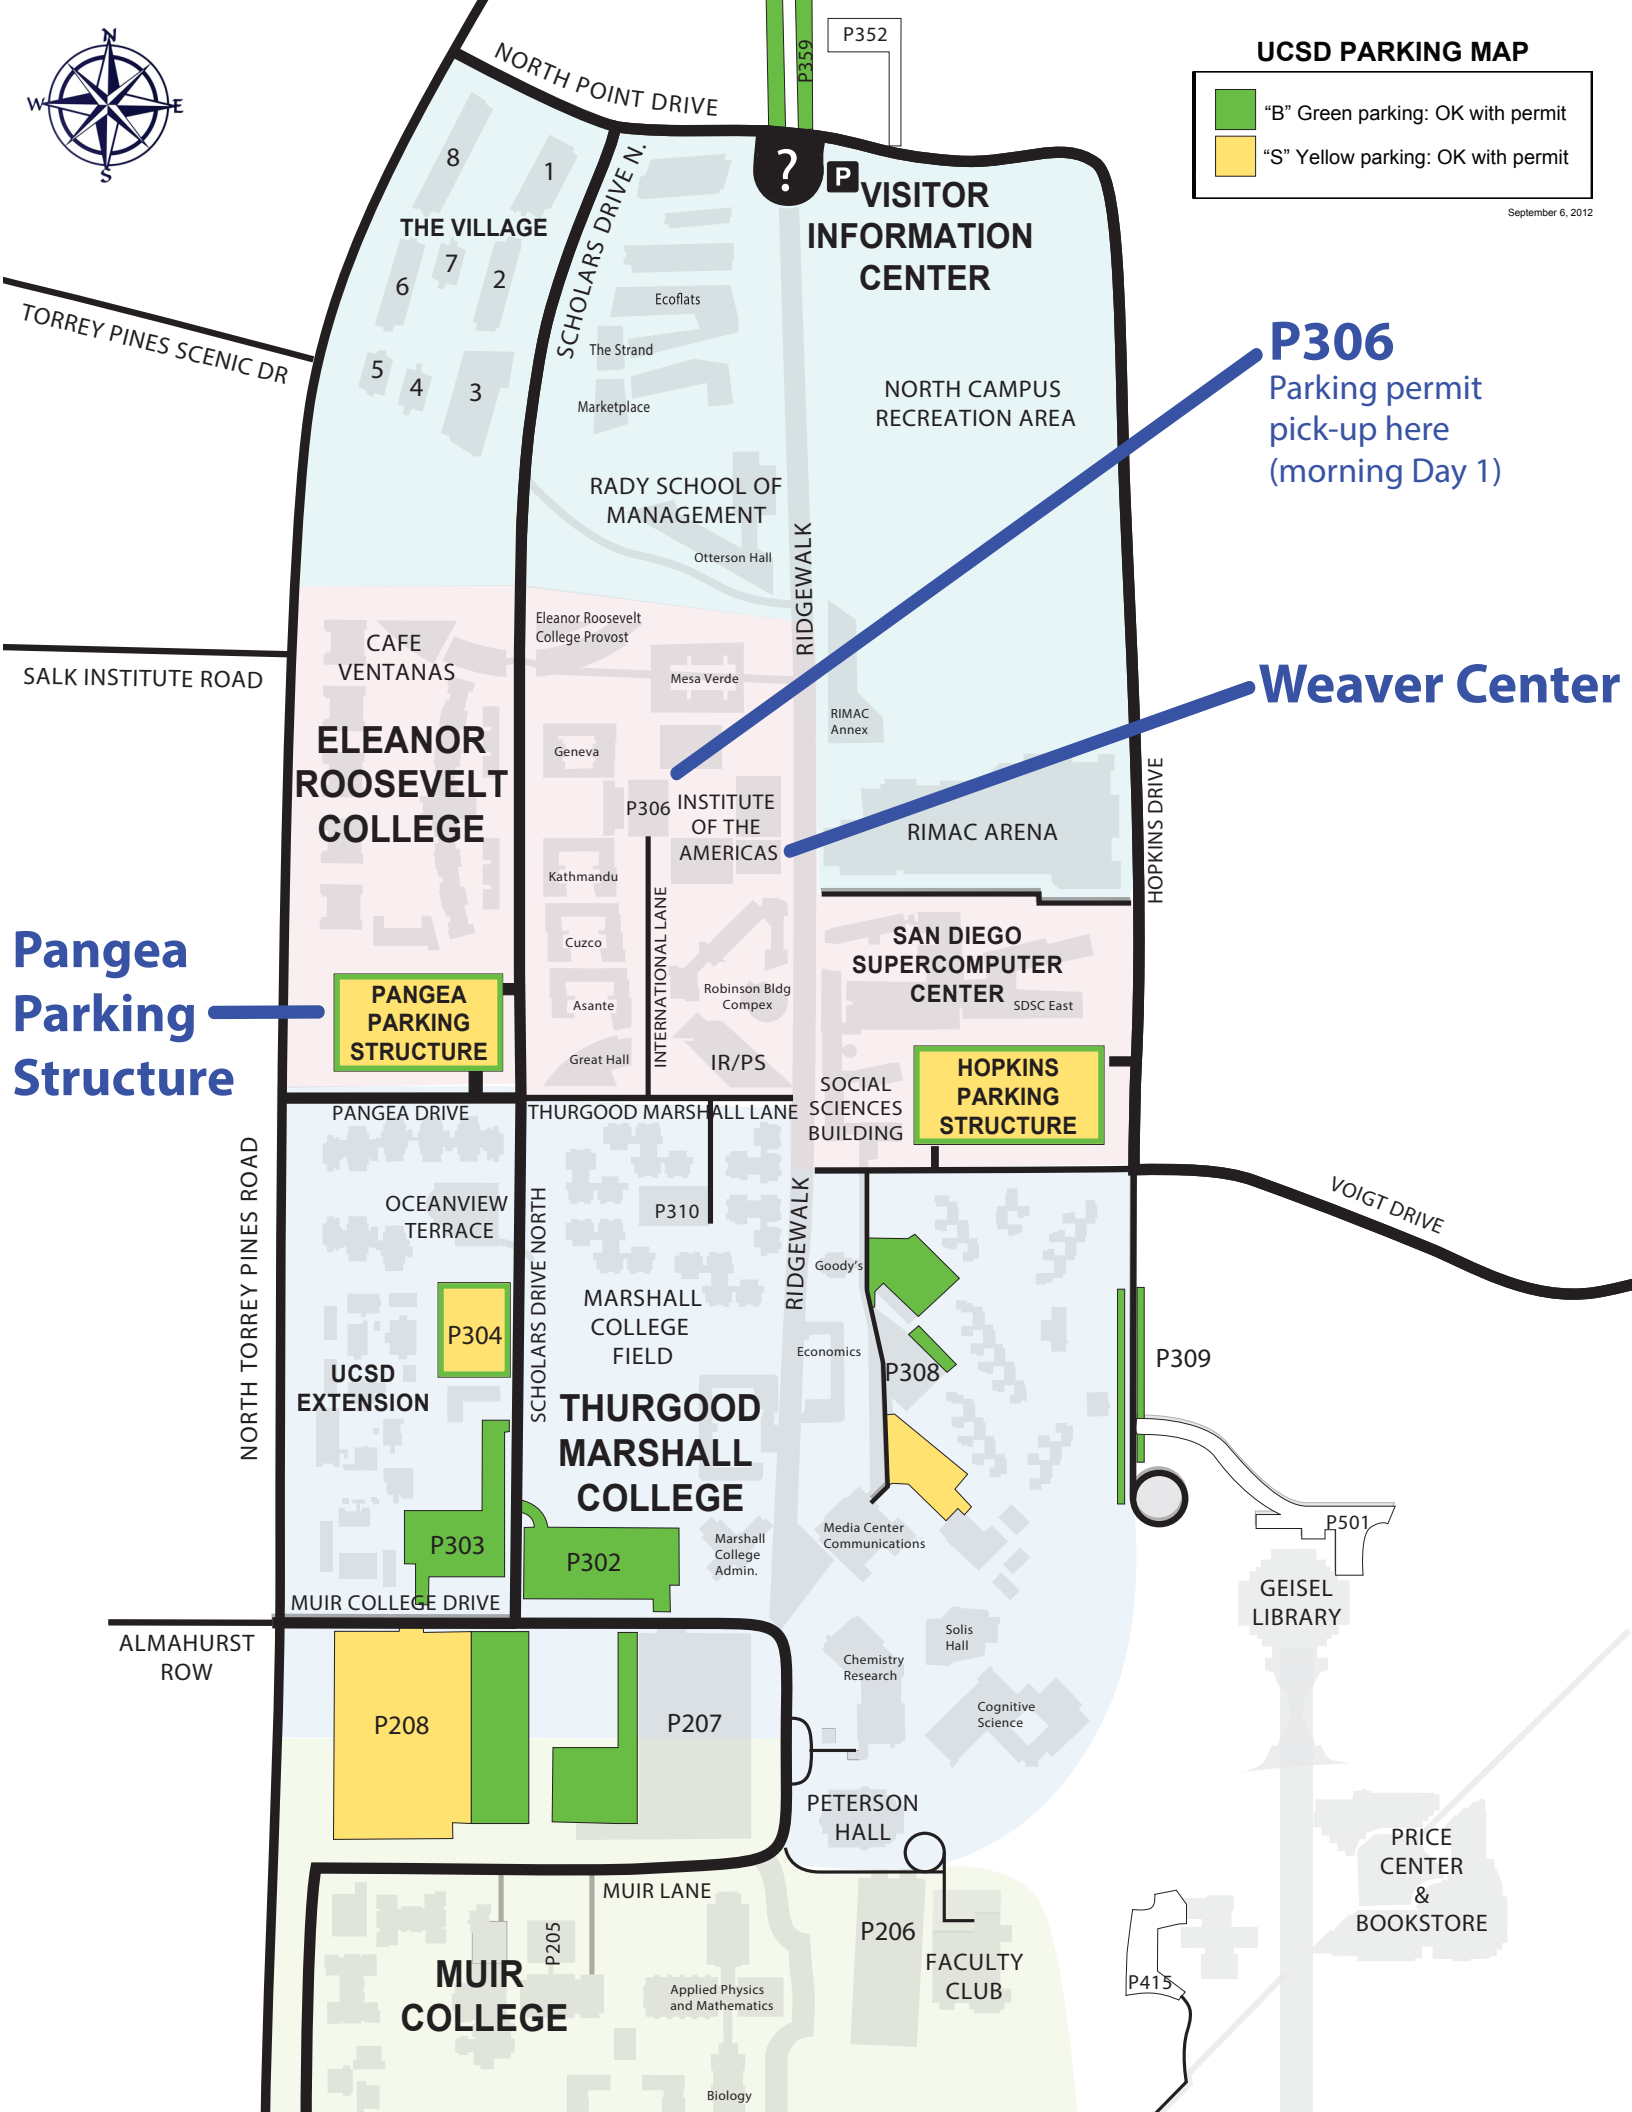 N
W
E
S
NORTH POINT DRIVE
P359
P352
UCSD PARKING MAP
“B” Green parking: OK with permit
“S” Yellow parking: OK with permit
September 6, 2012
?
P
VISITOR
INFORMATION
CENTER
8
1
THE VILLAGE
7
6
2
5
4
3
SCHOLARS DRIVE N.
TORREY PINES SCENIC DR
Ecoflats
The Strand
Marketplace
NORTH CAMPUS
RECREATION AREA
P306
Parking permit
pick-up here
(morning Day 1)
RADY SCHOOL OF
MANAGEMENT
Otterson Hall
RIDGEWALK
Eleanor Roosevelt
College Provost
CAFE
VENTANAS
SALK INSTITUTE ROAD
Mesa Verde
Weaver Center
RIMAC
Annex
ELEANOR
ROOSEVELT
COLLEGE
Geneva
P306
INSTITUTE
OF THE
AMERICAS
RIMAC ARENA
HOPKINS DRIVE
Kathmandu
Cuzco
INTERNATIONAL LANE
SAN DIEGO
SUPERCOMPUTER
CENTER
SDSC East
Pangea
Parking
Structure
PANGEA
PARKING
STRUCTURE
Asante
Robinson Bldg
Compex
Great Hall
IR/PS
HOPKINS
PARKING
STRUCTURE
SOCIAL
SCIENCES
BUILDING
PANGEA DRIVE
THURGOOD MARSHALL LANE
NORTH TORREY PINES ROAD
OCEANVIEW
TERRACE
SCHOLARS DRIVE NORTH
P310
RIDGEWALK
VOIGT DRIVE
Goody's
MARSHALL
COLLEGE
FIELD
P304
Economics
P308
P309
UCSD
EXTENSION
THURGOOD
MARSHALL
COLLEGE
P303
P302
Marshall
College
Admin.
Media Center
Communications
P501
GEISEL
LIBRARY
MUIR COLLEGE DRIVE
ALMAHURST
ROW
Solis
Hall
Chemistry
Research
Cognitive
Science
P208
P207
PETERSON
HALL
PRICE
CENTER
&
BOOKSTORE
MUIR LANE
P205
P206
FACULTY
CLUB
MUIR
COLLEGE
Applied Physics
and Mathematics
P415
Biology